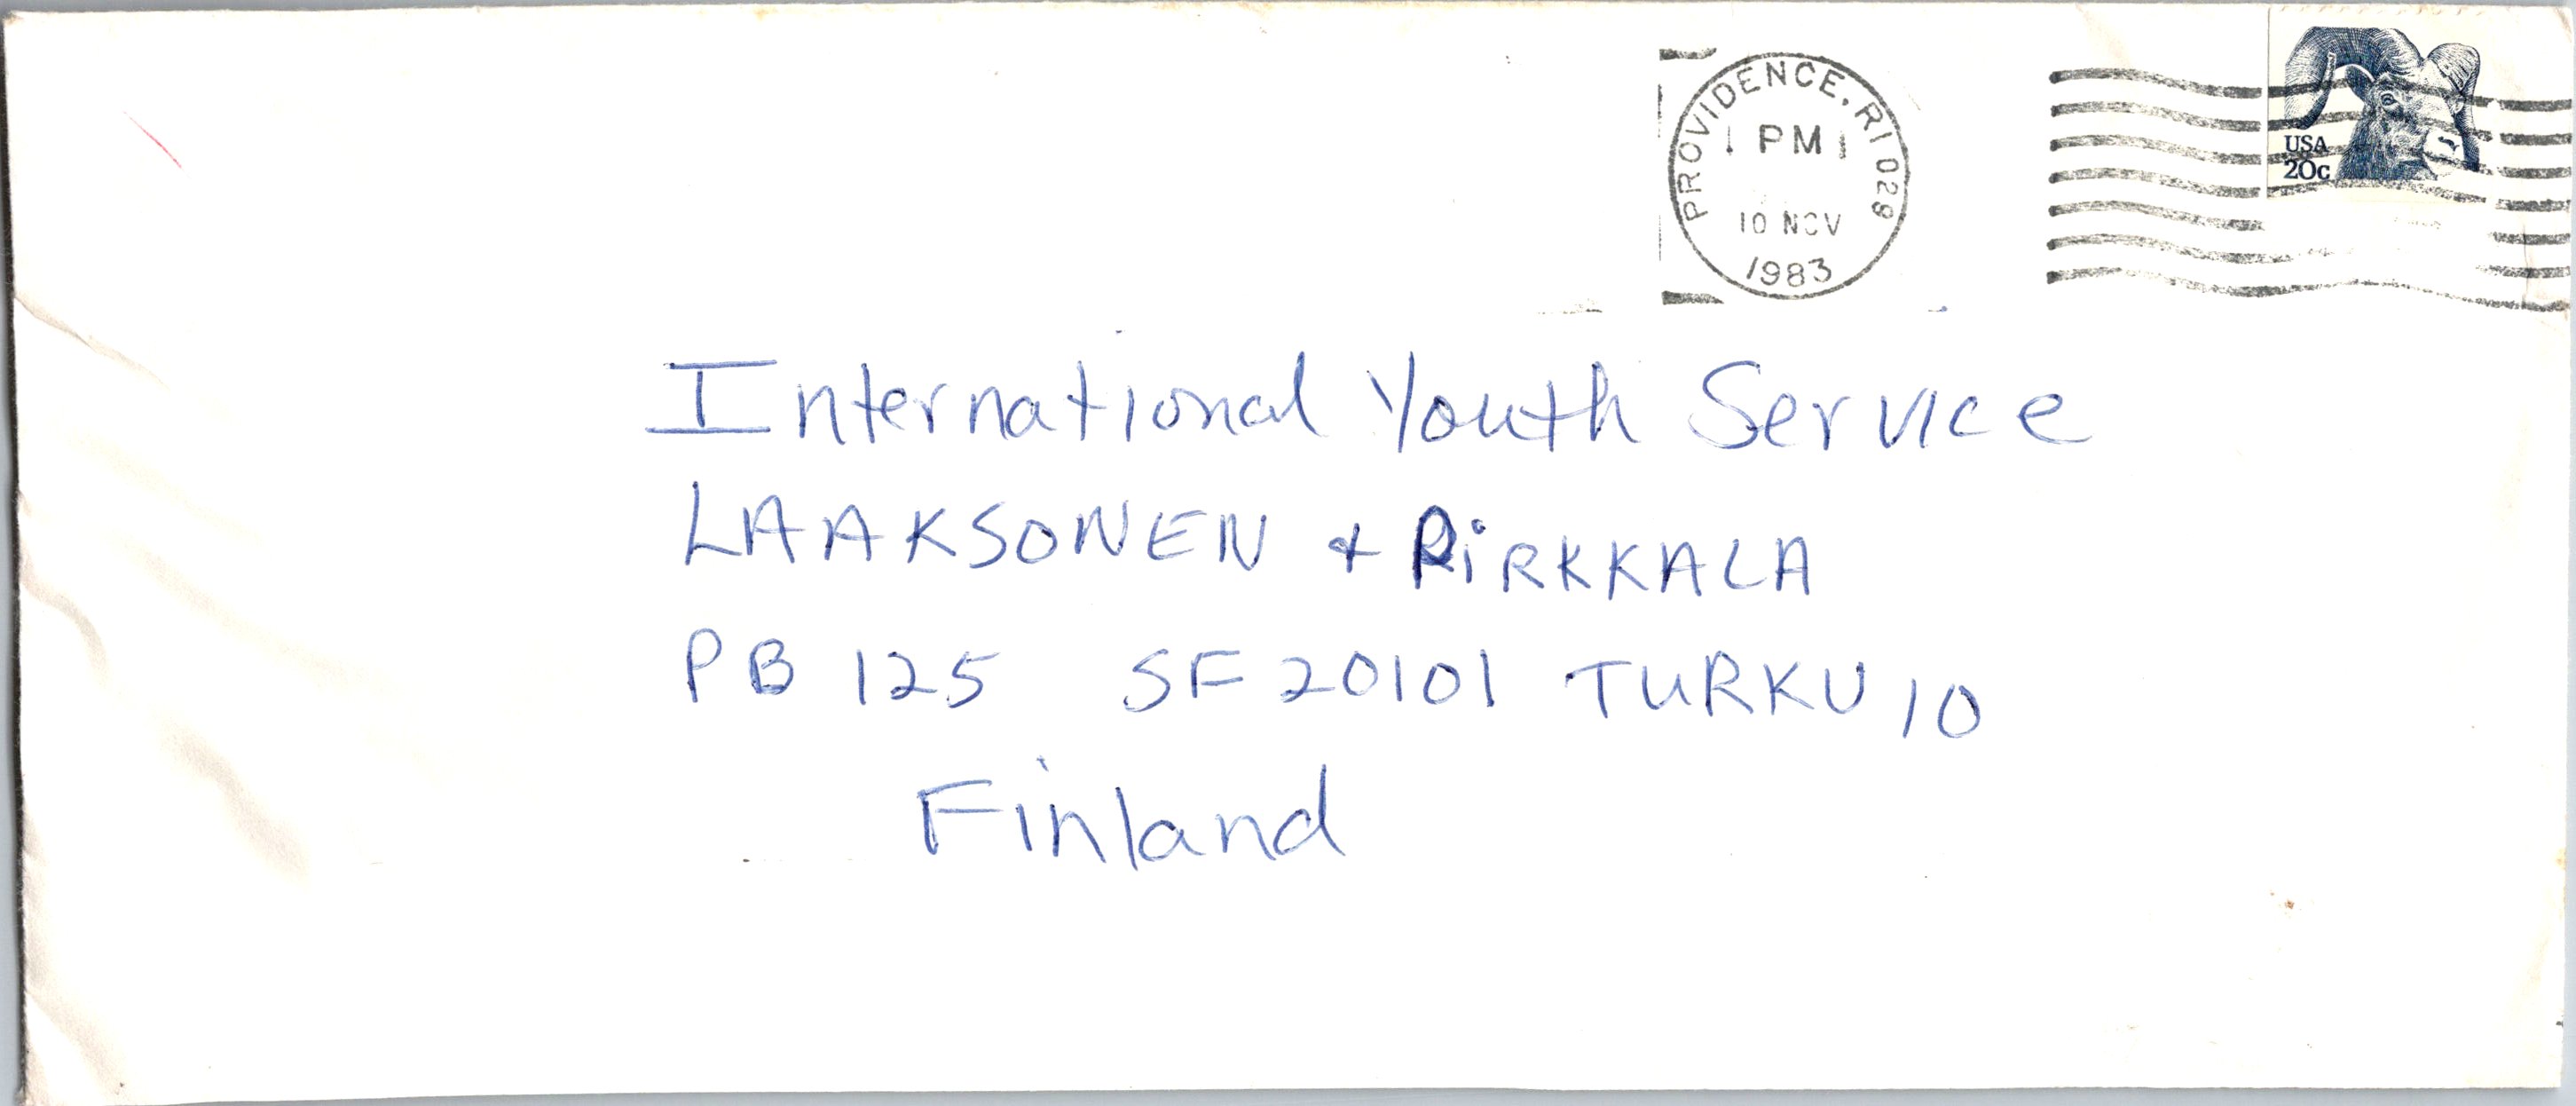 PROVIDENCE, RI 029
PM
10 NOV
1983
USA
20c
International Youth Service
LAAKSONEN & PiRKKALA
PB 125 SF 20101 TURKU 10
Finland